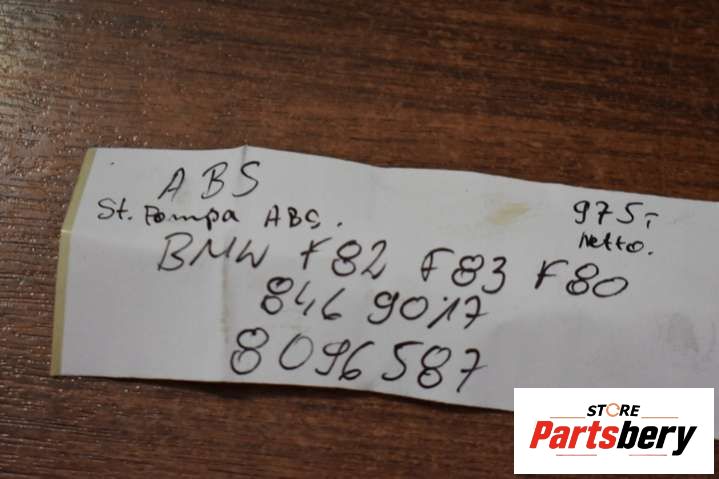 ABS
St. Pompa ABS.
975,-
netto.
BMW F82 F83 F80
846 9017
8096587
STORE
Partsbery